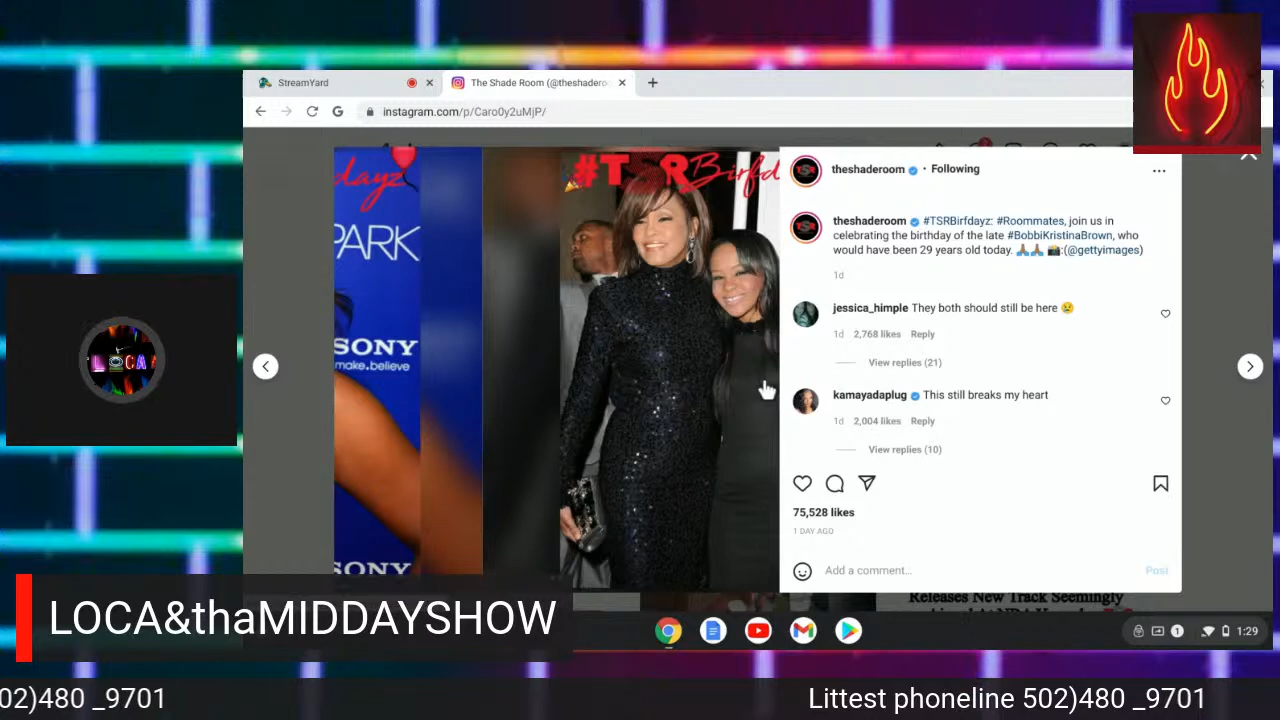 StreamYard
The Shade Room (@theshadero
instagram.com/p/Caro0y2uMjP/
dayz
#TSRBirfd
PARK
SONY
make.believe
SONY
theshaderoom • Following
theshaderoom #TSRBirfdayz: #Roommates, join us in
celebrating the birthday of the late #BobbiKristinaBrown, who
would have been 29 years old today. 🙏🏽🙏🏽 📸:(@gettyimages)
1d
jessica_himple They both should still be here 😢
1d 2,768 likes Reply
View replies (21)
kamayadaplug This still breaks my heart
1d 2,004 likes Reply
View replies (10)
75,528 likes
1 DAY AGO
Add a comment... Post
Releases New Track Seemingly
LOCA
LOCA&thaMIDDAYSHOW
1 1:29
02)480 _9701
Littest phoneline 502)480 _9701